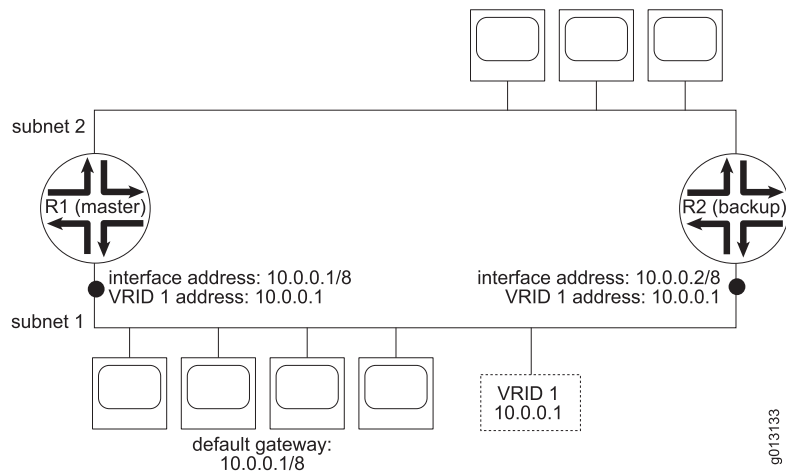 subnet 2
R1 (master)
R2 (backup)
interface address: 10.0.0.1/8
VRID 1 address: 10.0.0.1
interface address: 10.0.0.2/8
VRID 1 address: 10.0.0.1
subnet 1
VRID 1
10.0.0.1
default gateway:
10.0.0.1/8
g013133